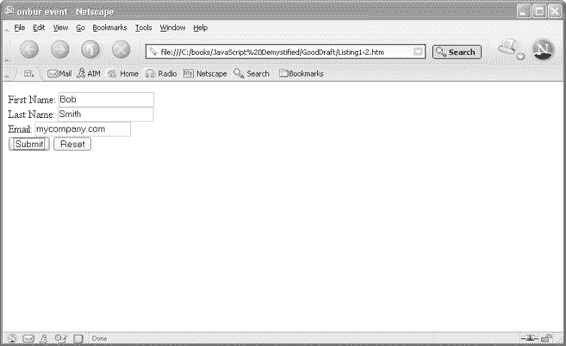 onbur event - Netscape
File Edit View Go Bookmarks Tools Window Help
file:///C:/books/JavaScript%20Demystified/GoodDraft/Listing1-2.htm Search
Mail AIM Home Radio My Netscape Search Bookmarks
First Name: Bob
Last Name: Smith
Email: mycompany.com
Submit Reset
Done